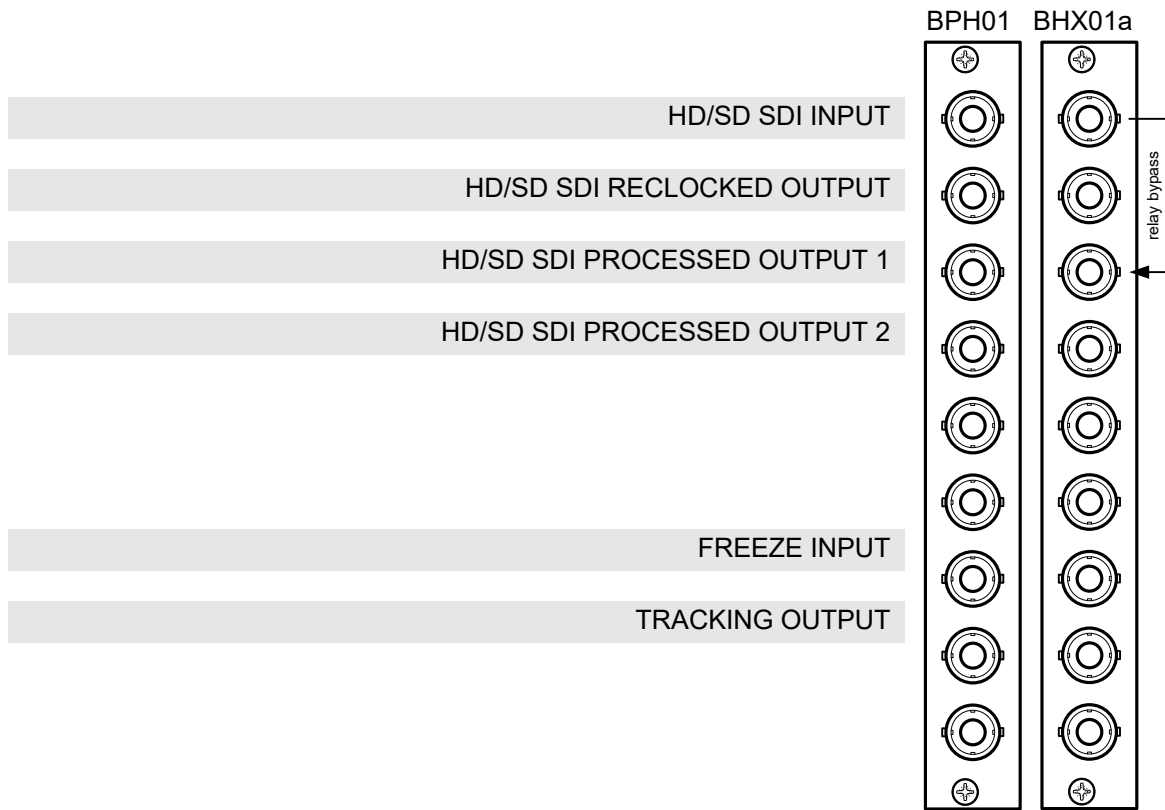 BPH01 BHX01a
HD/SD SDI INPUT
relay bypass
HD/SD SDI RECLOCKED OUTPUT
HD/SD SDI PROCESSED OUTPUT 1
HD/SD SDI PROCESSED OUTPUT 2
FREEZE INPUT
TRACKING OUTPUT